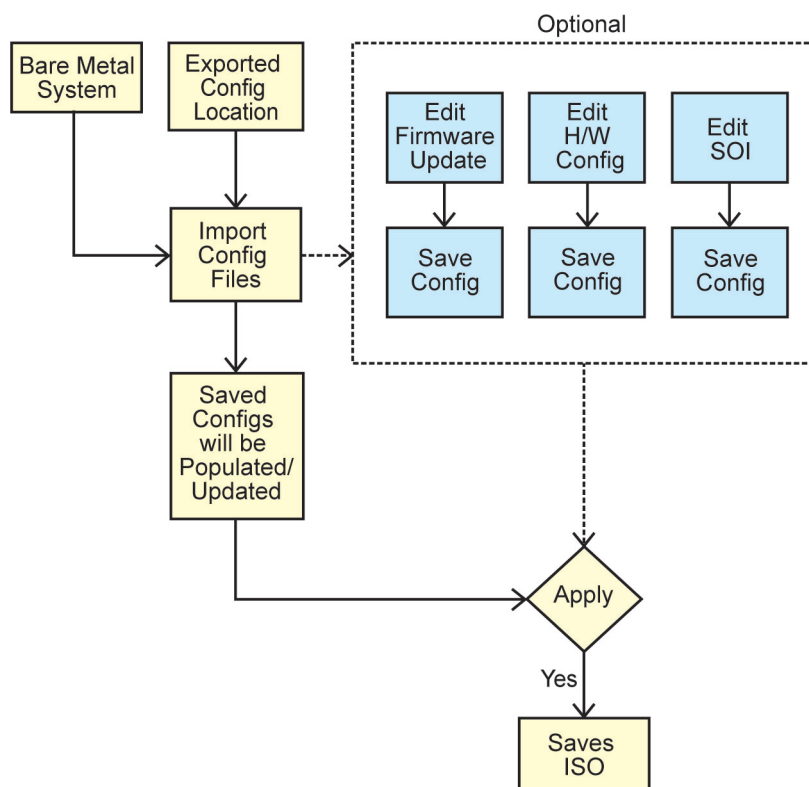 Optional
Bare Metal
System
Exported
Config
Location
Edit
Firmware
Update
Edit
H/W
Config
Edit
SOI
Import
Config
Files
Save
Config
Save
Config
Save
Config
Saved
Configs
will be
Populated/
Updated
Apply
Yes
Saves
ISO